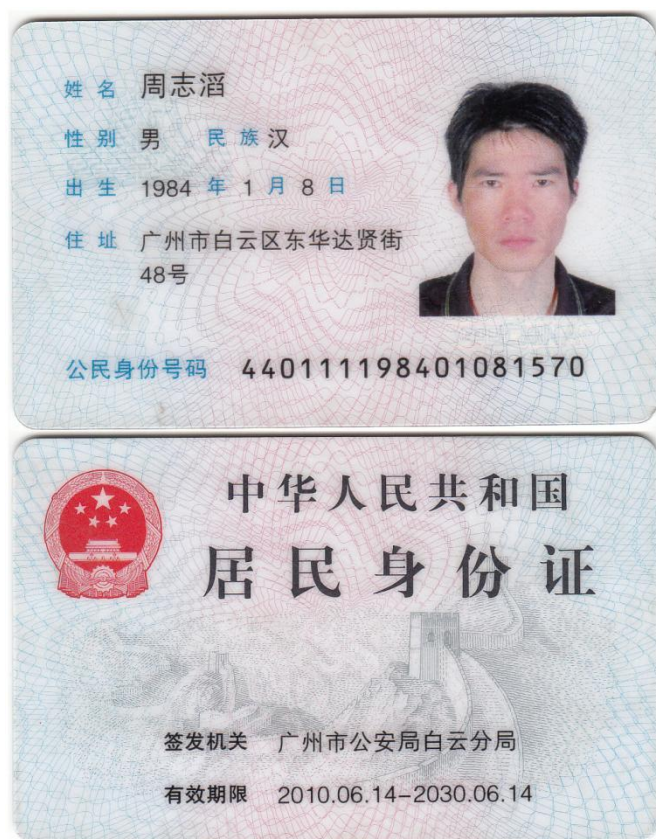 姓名 周志滔
性别 男 民族 汉
出生 1984 年 1 月 8 日
住址 广州市白云区东华达贤街
48号
公民身份号码 440111198401081570
中华人民共和国
居民身份证
签发机关 广州市公安局白云分局
有效期限 2010.06.14-2030.06.14